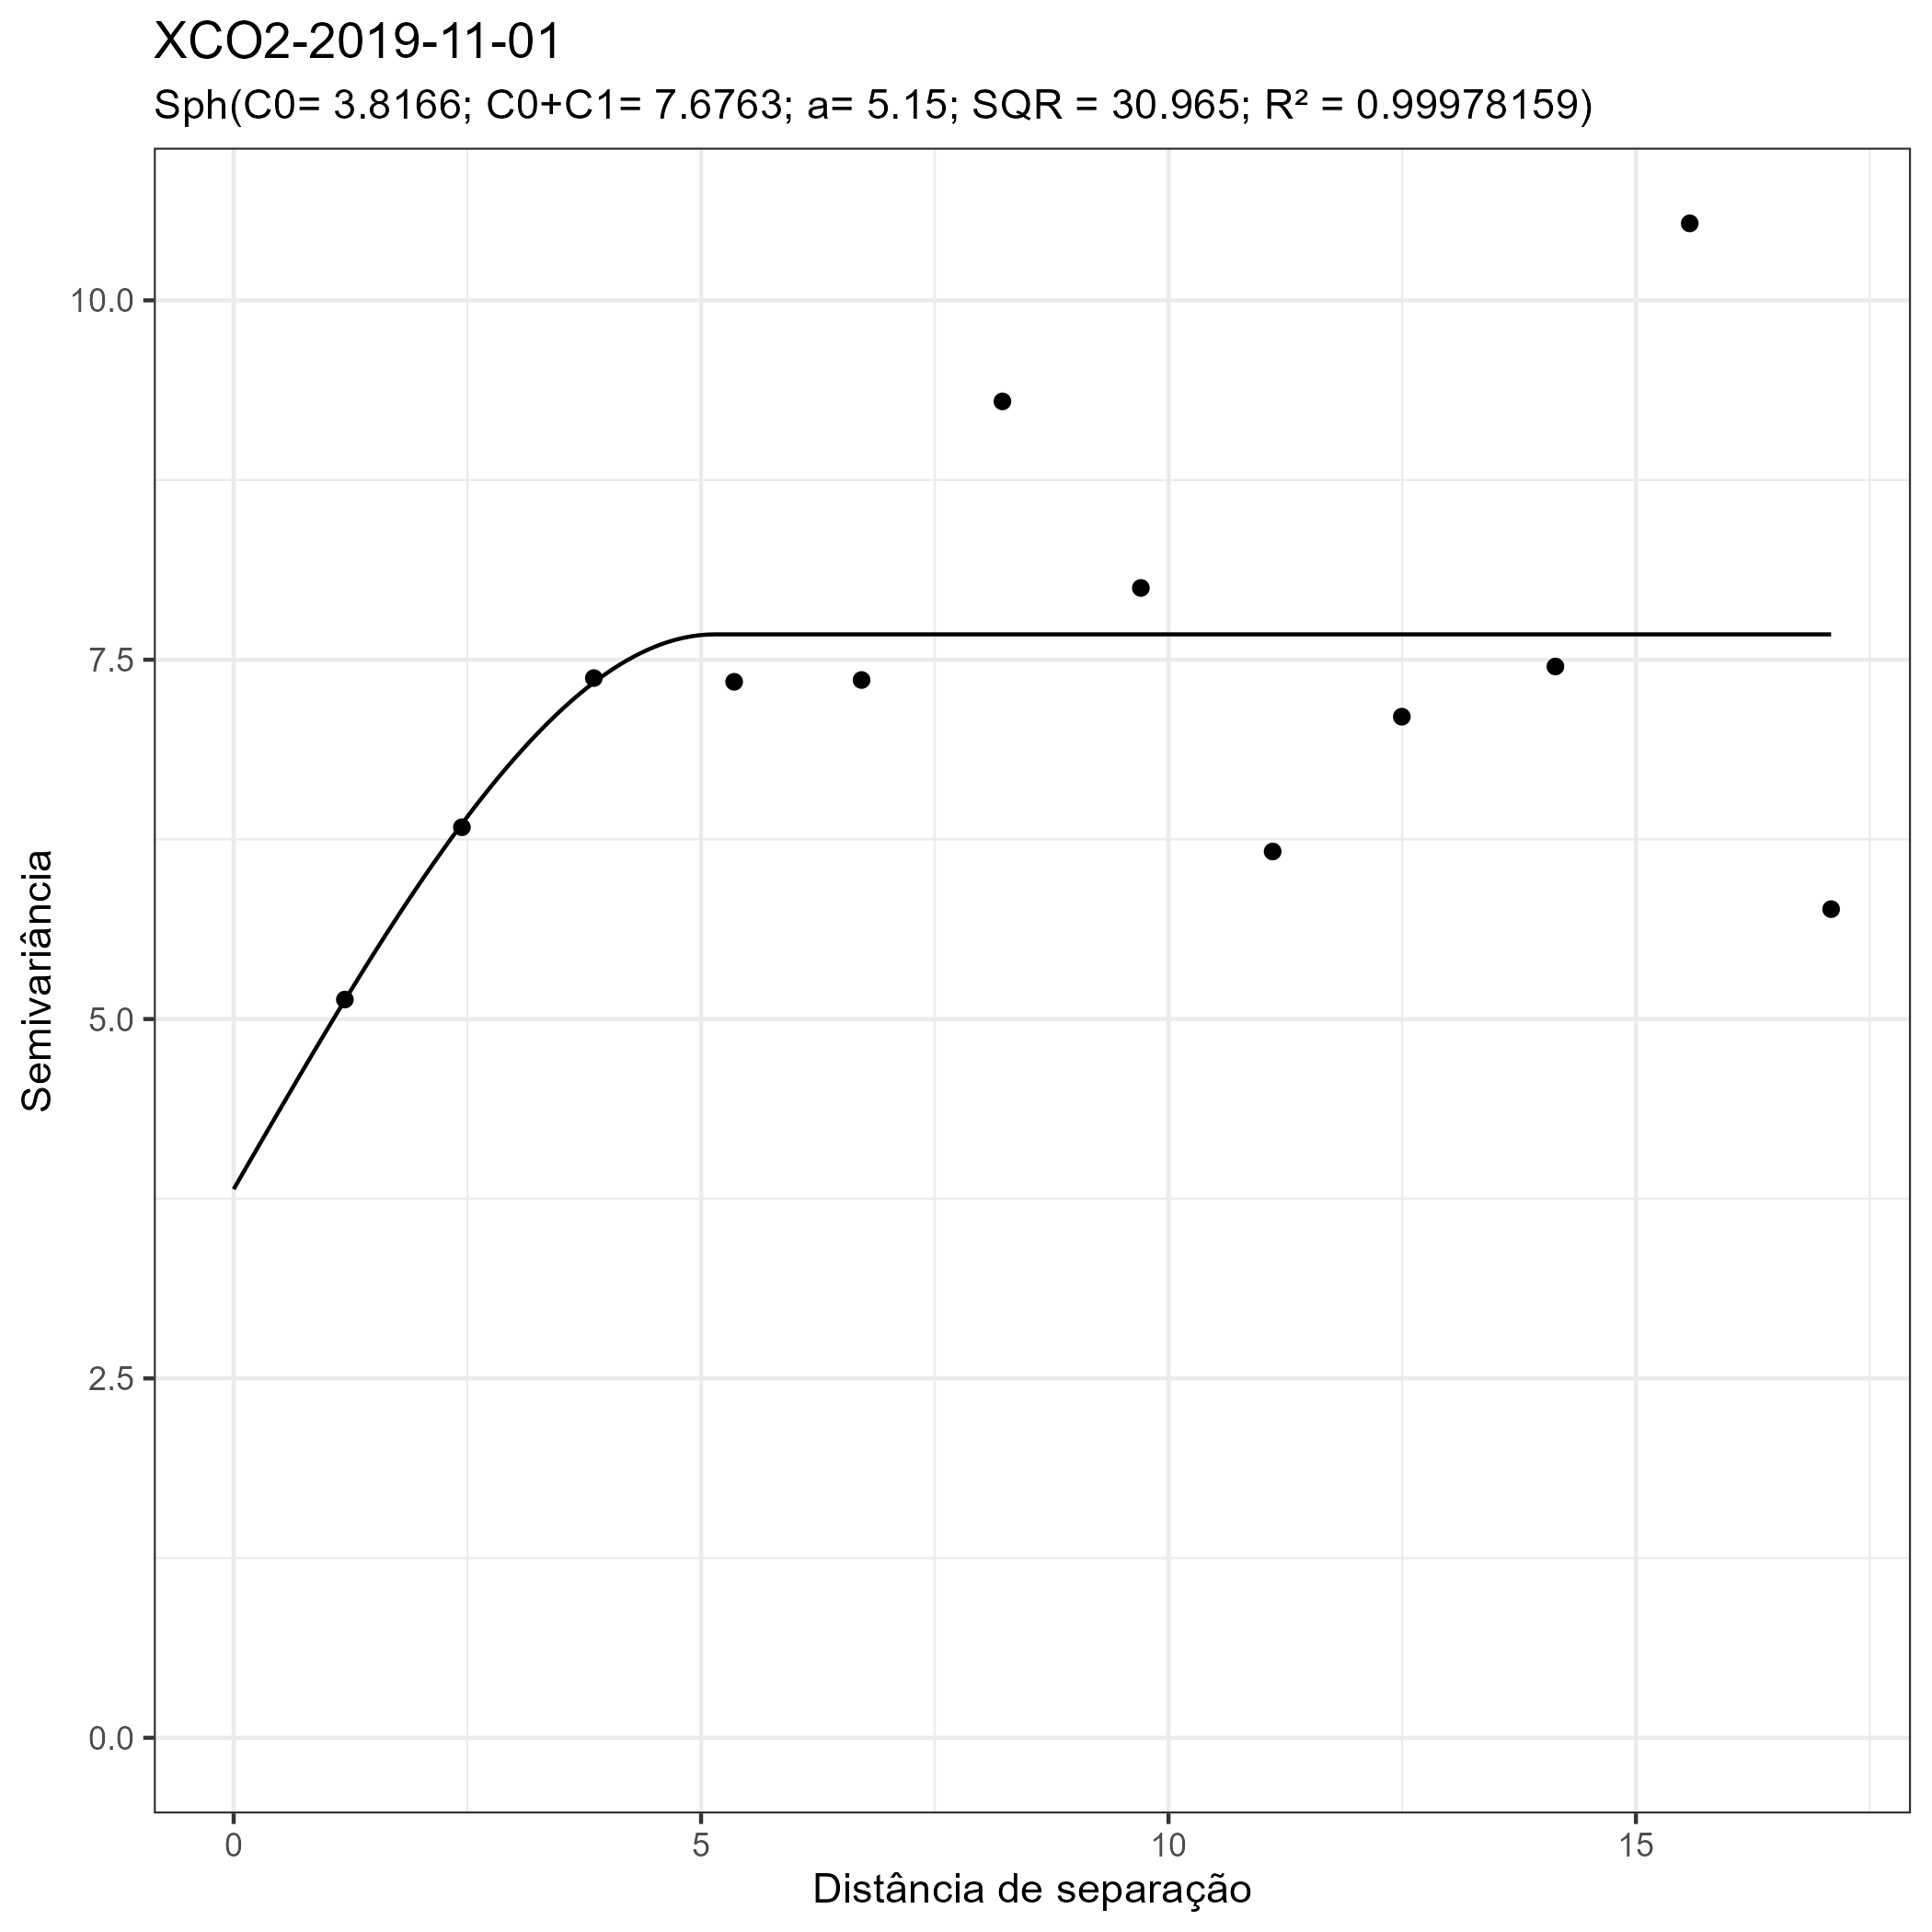 XCO2-2019-11-01
Sph(C0= 3.8166; C0+C1= 7.6763; a= 5.15; SQR = 30.965; R² = 0.99978159)
10.0
7.5
5.0
2.5
0.0
Semivariância
0 5 10 15
Distância de separação